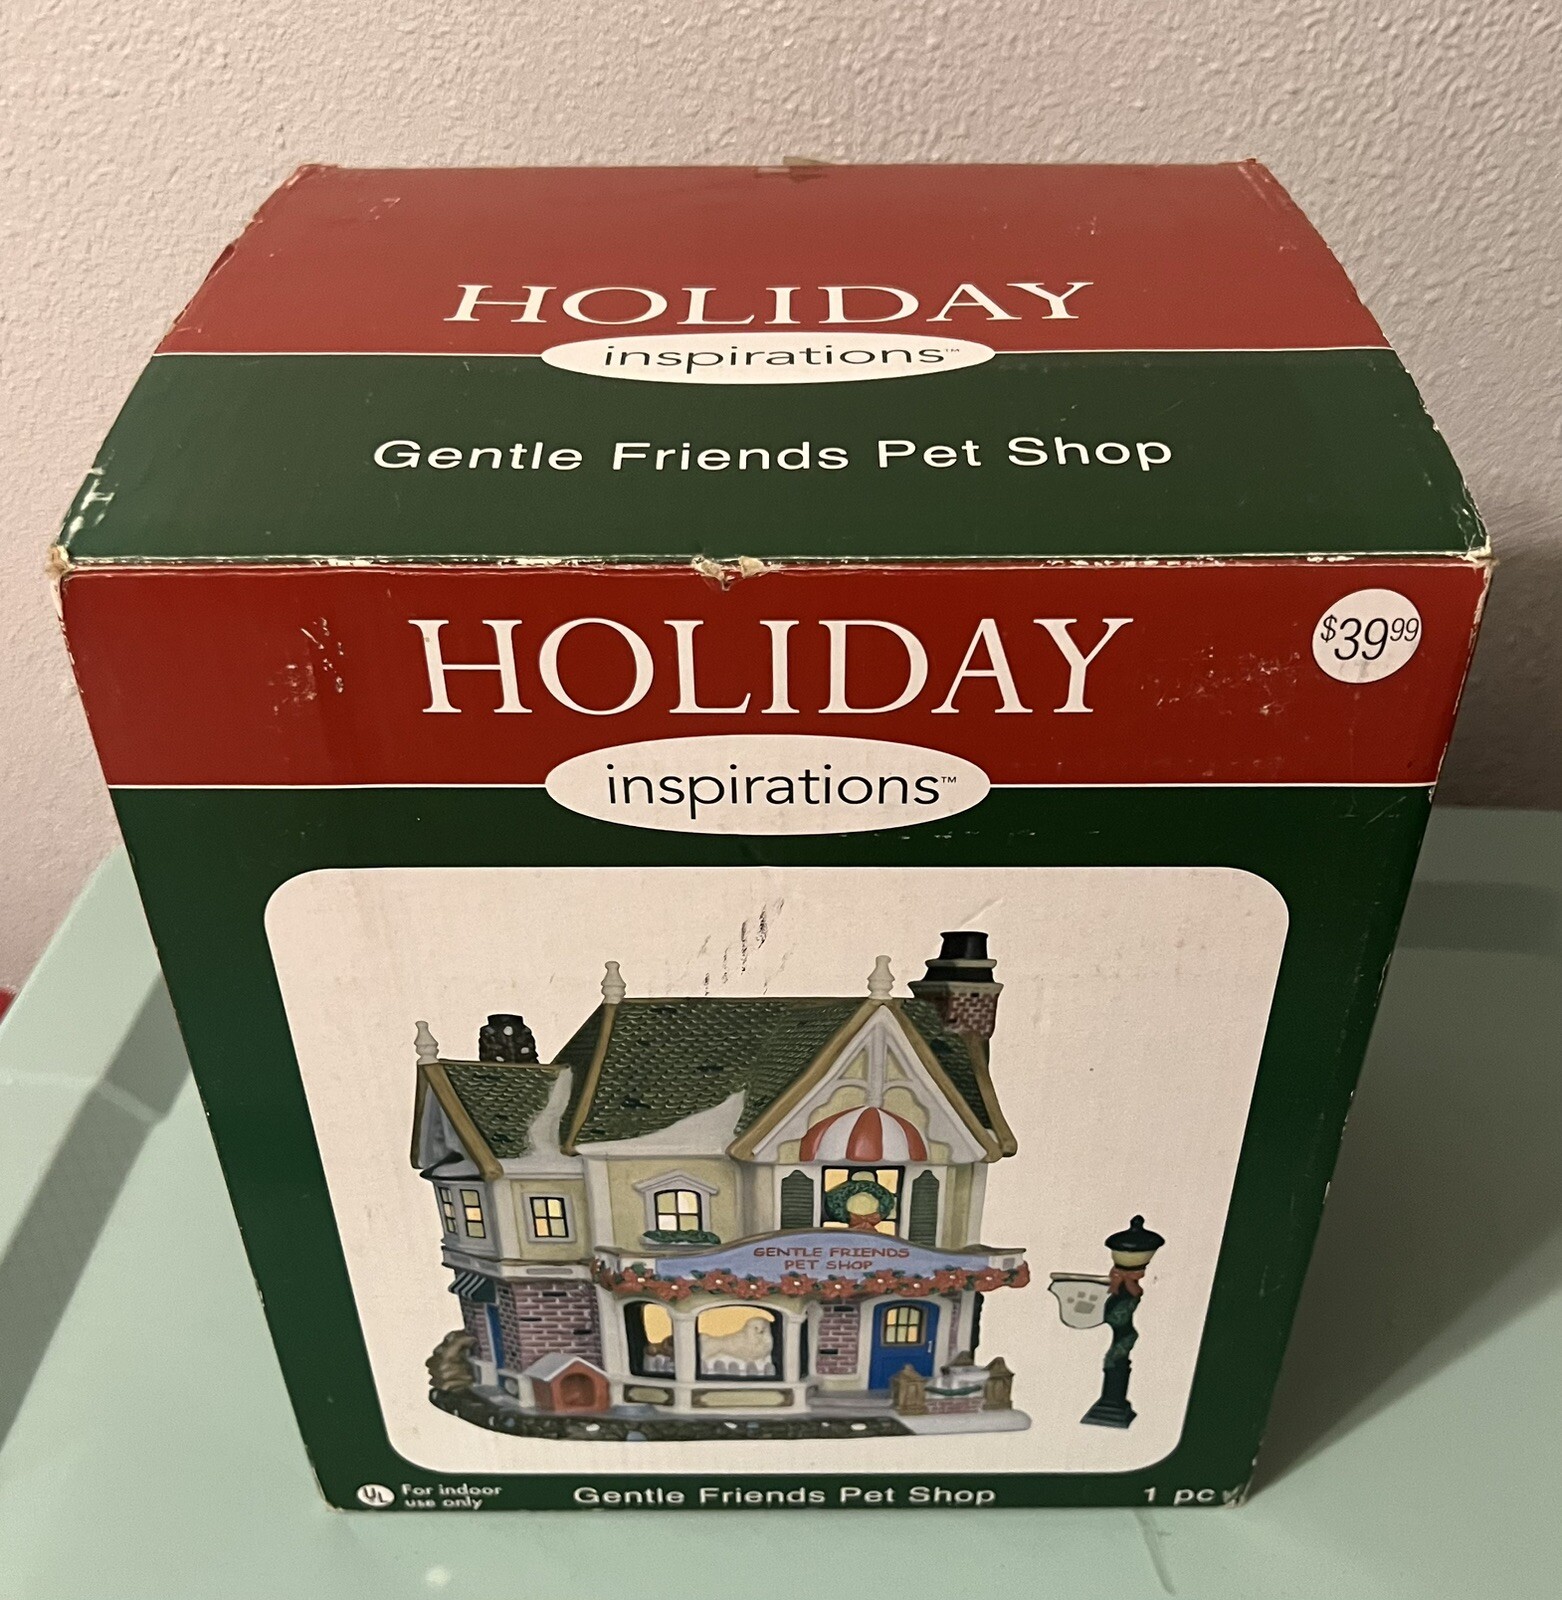 HOLIDAY
inspirations™
Gentle Friends Pet Shop
HOLIDAY
$39.99
inspirations™
GENTLE FRIENDS
PET SHOP
UL
For indoor
use only
Gentle Friends Pet Shop
1 pc